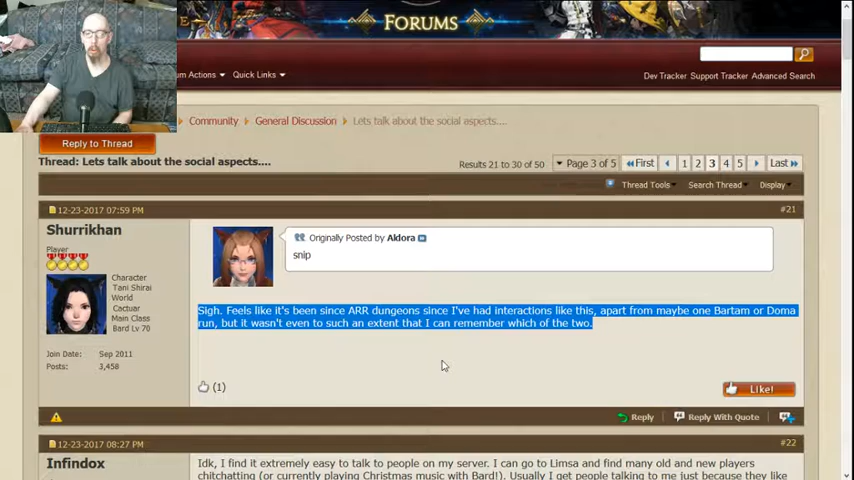 FORUMS
um Actions Quick Links
Dev Tracker Support Tracker Advanced Search
Community General Discussion Lets talk about the social aspects....
Reply to Thread
Thread: Lets talk about the social aspects....
Results 21 to 30 of 50 Page 3 of 5 First 1 2 3 4 5 Last
Thread Tools Search Thread Display
12-23-2017 07:59 PM #21
Shurrikhan
Player
Character
Tani Shirai
World
Cactuar
Main Class
Bard Lv 70
Join Date: Sep 2011
Posts: 3,458
Originally Posted by Aklora
snip
Sigh. Feels like it's been since ARR dungeons since I've had interactions like this, apart from maybe one Bartam or Doma
run, but it wasn't even to such an extent that I can remember which of the two.
(1)
Like!
Reply Reply With Quote
12-23-2017 08:27 PM #22
Infindox
Idk, I find it extremely easy to talk to people on my server. I can go to Limsa and find many old and new players
chitchatting (or currently playing Christmas music with Bard!). Usually I get people talking to me just because they like